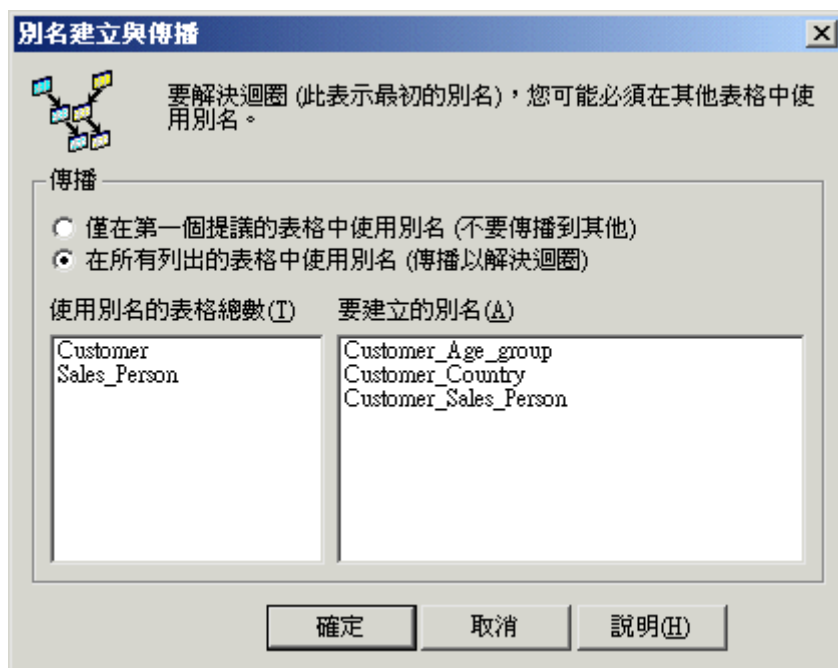 別名建立與傳播
要解決迴圈 (此表示最初的別名)，您可能必須在其他表格中使
用別名。
傳播
僅在第一個提議的表格中使用別名 (不要傳播到其他)
在所有列出的表格中使用別名 (傳播以解決迴圈)
使用別名的表格總數(T)
要建立的別名(A)
Customer
Sales_Person
Customer_Age_group
Customer_Country
Customer_Sales_Person
確定
取消
說明(H)